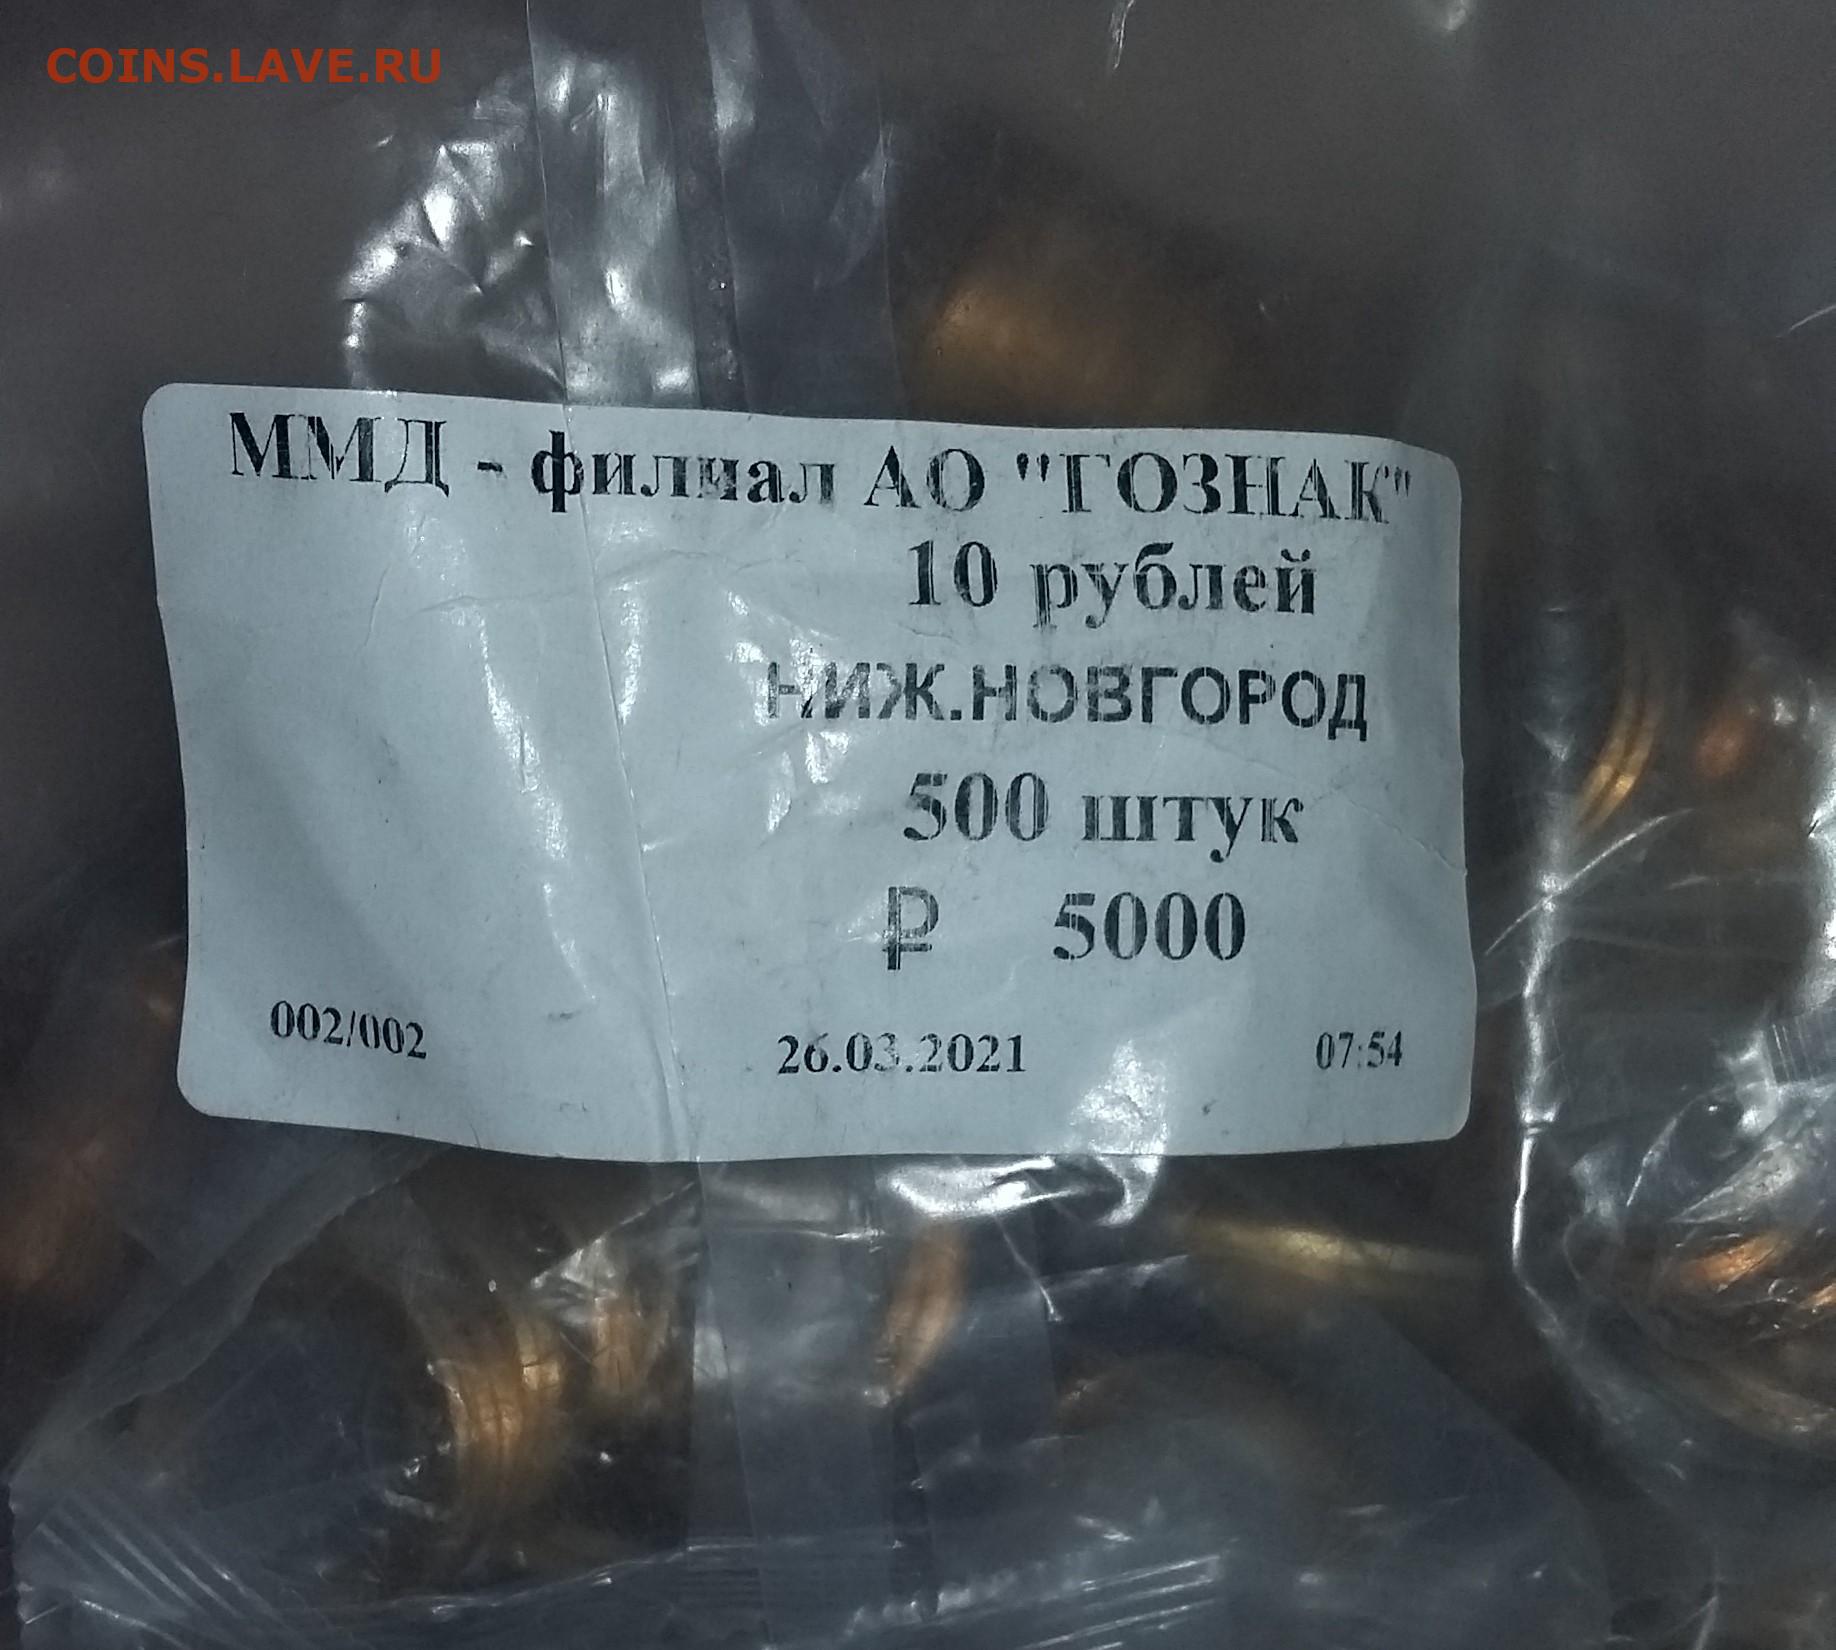 COINS.LAVE.RU
ММД - филиал АО "ГОЗНАК"
10 рублей
НИЖ.НОВГОРОД
500 штук
₽ 5000
002/002 26.03.2021 07:54